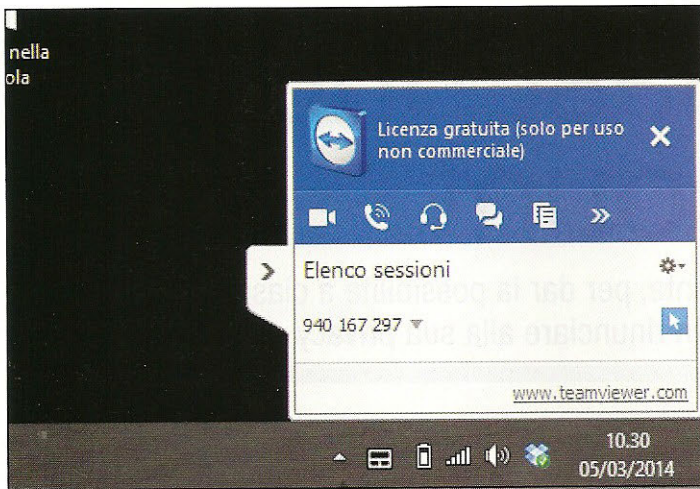 nella
ola
Licenza gratuita (solo per uso
non commerciale)
Elenco sessioni
940 167 297
www.teamviewer.com
10.30
05/03/2014